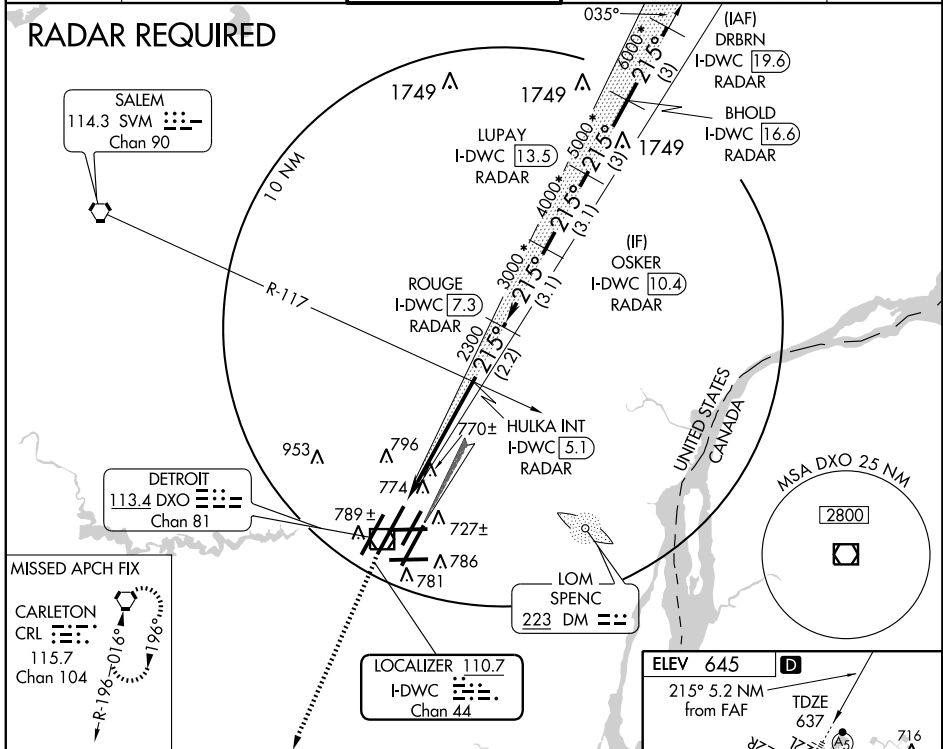 RADAR REQUIRED
035°
(IAF)
DRBRN
I-DWC 19.6
RADAR
6000*
215°
(3)
1749
1749
SALEM
114.3 SVM
Chan 90
BHOLD
I-DWC 16.6
RADAR
LUPAY
I-DWC 13.5
RADAR
5000*
215°
(3)
1749
10 NM
4000*
215°
(3.1)
(IF)
OSKER
I-DWC 10.4
RADAR
3000*
215°
(3.1)
ROUGE
I-DWC 7.3
RADAR
R-117
2300
215°
(2.2)
UNITED STATES
CANADA
HULKA INT
I-DWC 5.1
RADAR
770±
796
953
774
MSA DXO 25 NM
2800
DETROIT
113.4 DXO
Chan 81
789±
727±
786
781
LOM
SPENC
223 DM
MISSED APCH FIX
CARLETON
CRL
115.7
Chan 104
016°
196°
R-196
LOCALIZER 110.7
I-DWC
Chan 44
ELEV 645 D
215° 5.2 NM
from FAF
TDZE
637
A5
716